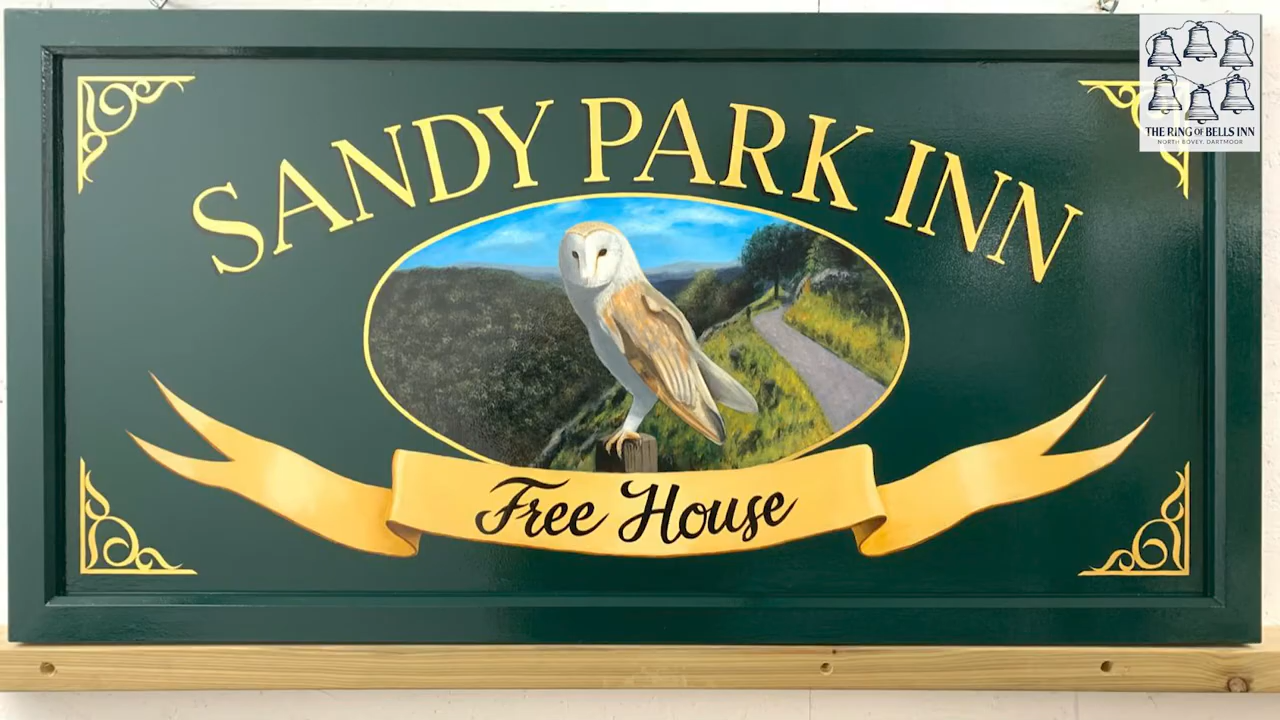 SANDY PARK INN
Free House
THE RING OF BELLS INN
NORTH BOVEY, DARTMOOR